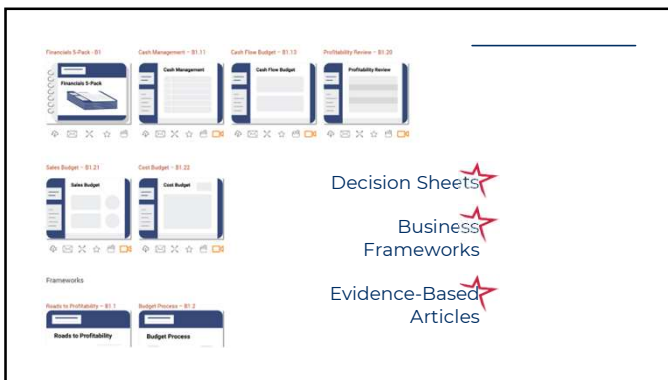 Financials 5-Pack - B1
Cash Management - B1.11
Cash Flow Budget - B1.13
Profitability Review - B1.20
Financials 5-Pack
Cash Management
Cash Flow Budget
Profitability Review
Sales Budget - B1.21
Cost Budget - B1.22
Sales Budget
Cost Budget
Decision Sheets
Business
Frameworks
Evidence-Based
Articles
Frameworks
Roads to Profitability - B1.1
Budget Process - B1.2
Roads to Profitability
Budget Process